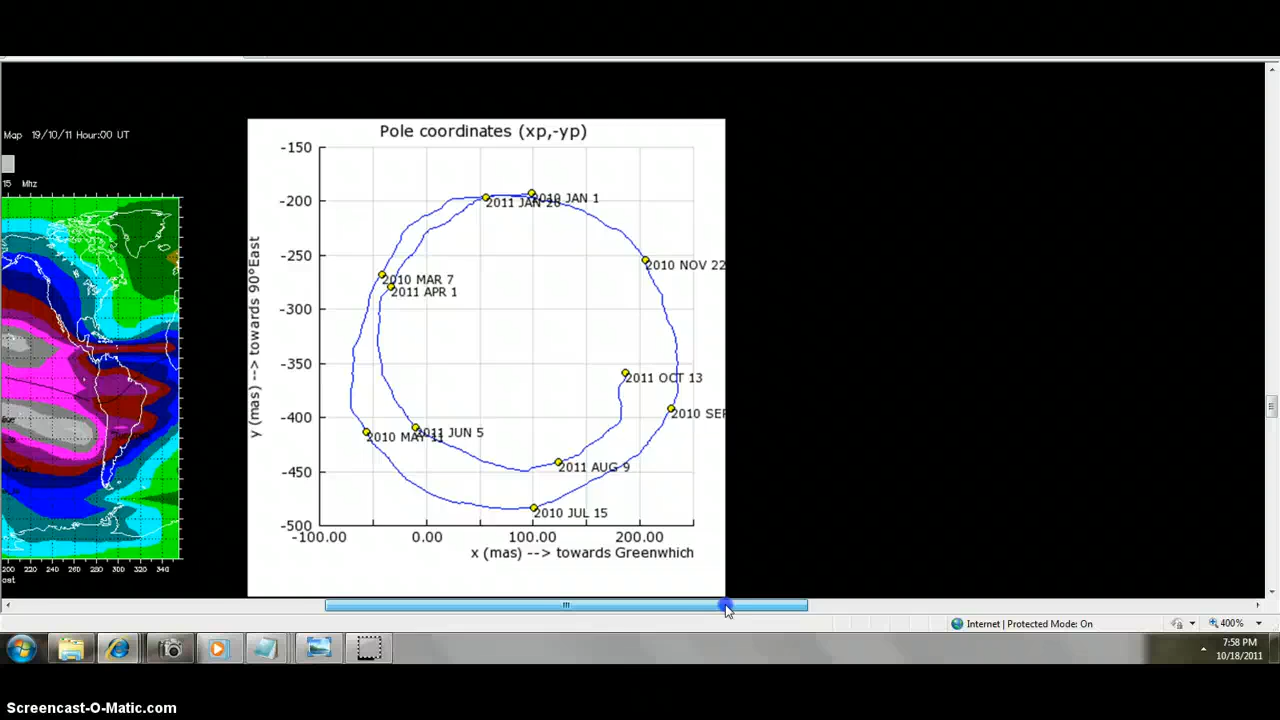 Map 19/10/11 Hour:00 UT
15 Mhz
200 220 240 260 280 300 320 340
ost
Pole coordinates (xp,-yp)
y (mas) --> towards 90°East
-150
-200
-250
-300
-350
-400
-450
-500
2010 JAN 1
2011 JAN 26
2010 NOV 22
2010 MAR 7
2011 APR 1
2011 OCT 13
2010 SEP
2011 JUN 5
2010 MAY 11
2011 AUG 9
2010 JUL 15
-100.00 0.00 100.00 200.00
x (mas) --> towards Greenwhich
Internet | Protected Mode: On
400%
7:58 PM
10/18/2011
Screencast-O-Matic.com